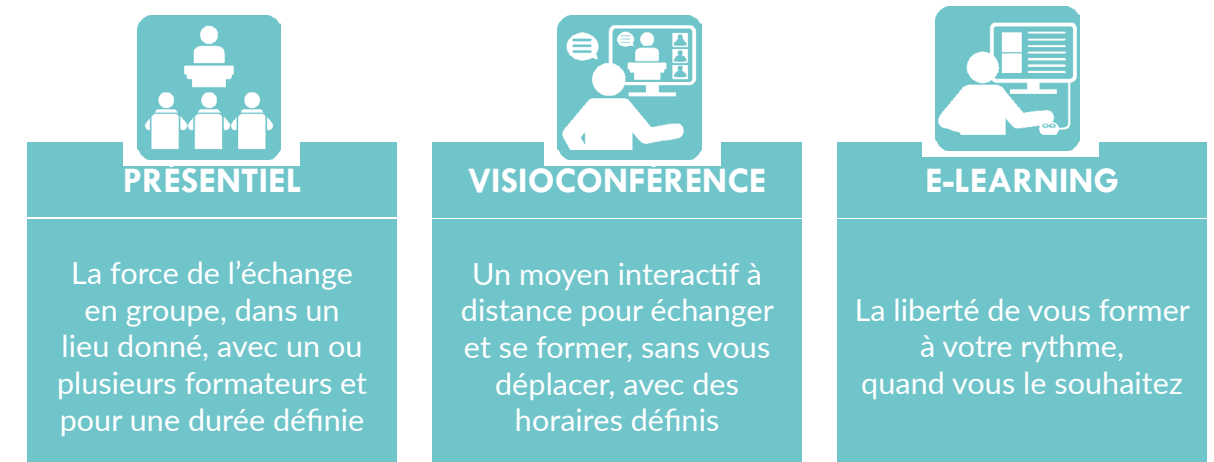 PRÉSENTIEL
La force de l’échange
en groupe, dans un
lieu donné, avec un ou
plusieurs formateurs et
pour une durée définie
VISIOCONFÉRENCE
Un moyen interactif à
distance pour échanger
et se former, sans vous
déplacer, avec des
horaires définis
E-LEARNING
La liberté de vous former
à votre rythme,
quand vous le souhaitez